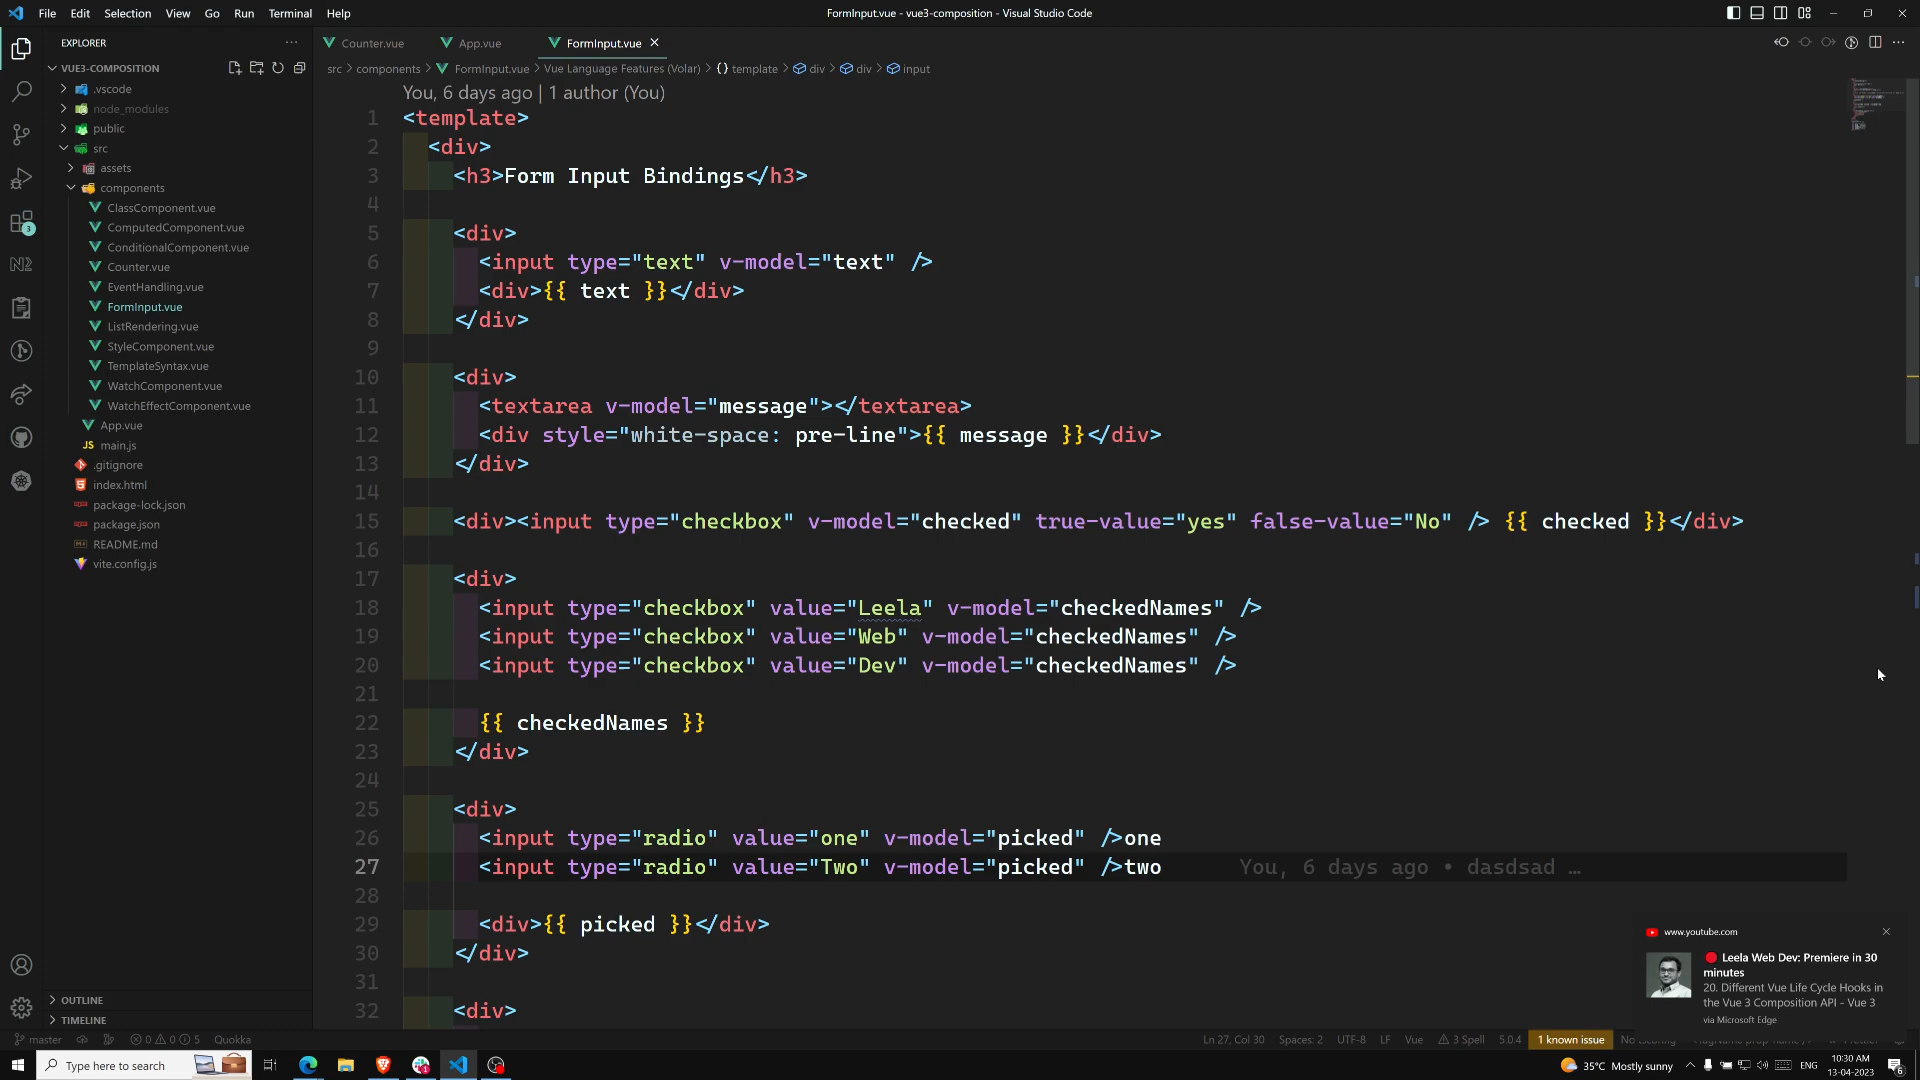 File Edit Selection View Go Run Terminal Help
FormInput.vue - vue3-composition - Visual Studio Code
EXPLORER
VUE3-COMPOSITION
.vscode
node_modules
public
src
assets
components
ClassComponent.vue
ComputedComponent.vue
ConditionalComponent.vue
Counter.vue
EventHandling.vue
FormInput.vue
ListRendering.vue
StyleComponent.vue
TemplateSyntax.vue
WatchComponent.vue
WatchEffectComponent.vue
App.vue
JS main.js
.gitignore
index.html
package-lock.json
package.json
README.md
vite.config.js
OUTLINE
TIMELINE
Counter.vue App.vue FormInput.vue
src > components > FormInput.vue > Vue Language Features (Volar) > {} template > div > div > input
You, 6 days ago | 1 author (You)
1 <template>
2 <div>
3 <h3>Form Input Bindings</h3>
4
5 <div>
6 <input type="text" v-model="text" />
7 <div>{{ text }}</div>
8 </div>
9
10 <div>
11 <textarea v-model="message"></textarea>
12 <div style="white-space: pre-line">{{ message }}</div>
13 </div>
14
15 <div><input type="checkbox" v-model="checked" true-value="yes" false-value="No" /> {{ checked }}</div>
16
17 <div>
18 <input type="checkbox" value="Leela" v-model="checkedNames" />
19 <input type="checkbox" value="Web" v-model="checkedNames" />
20 <input type="checkbox" value="Dev" v-model="checkedNames" />
21
22 {{ checkedNames }}
23 </div>
24
25 <div>
26 <input type="radio" value="one" v-model="picked" />one
27 <input type="radio" value="Two" v-model="picked" />two You, 6 days ago • dasdsad …
28
29 <div>{{ picked }}</div>
30 </div>
31
32 <div>
www.youtube.com
Leela Web Dev: Premiere in 30
minutes
20. Different Vue Life Cycle Hooks in
the Vue 3 Composition API - Vue 3
via Microsoft Edge
master 0 0 5 Quokka
Ln 27, Col 30 Spaces: 2 UTF-8 LF Vue 3 Spell 5.0.4 1 known issue
Type here to search
35°C Mostly sunny ENG
10:30 AM
13-04-2023